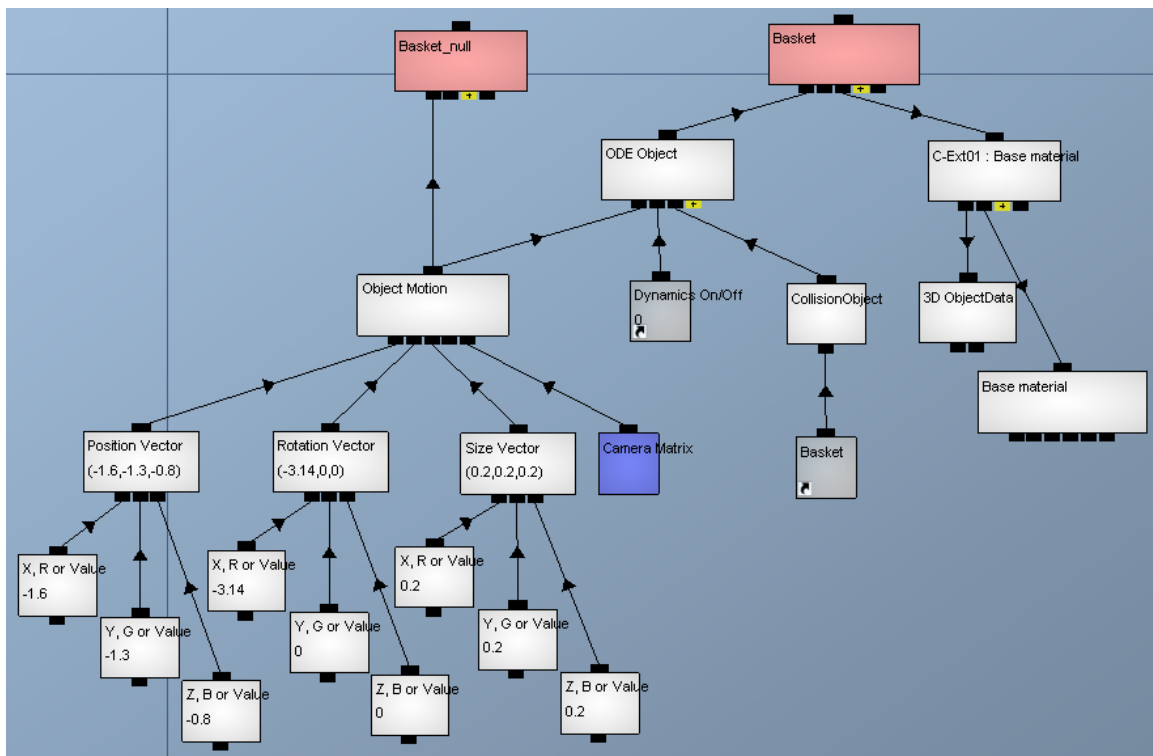 Basket_null
Basket
ODE Object
C-Ext01 : Base material
Object Motion
Dynamics On/Off
0
CollisionObject
3D ObjectData
Base material
Position Vector
(-1.6,-1.3,-0.8)
Rotation Vector
(-3.14,0,0)
Size Vector
(0.2,0.2,0.2)
Camera Matrix
Basket
X, R or Value
-1.6
X, R or Value
-3.14
X, R or Value
0.2
Y, G or Value
-1.3
Y, G or Value
0
Y, G or Value
0.2
Z, B or Value
-0.8
Z, B or Value
0
Z, B or Value
0.2